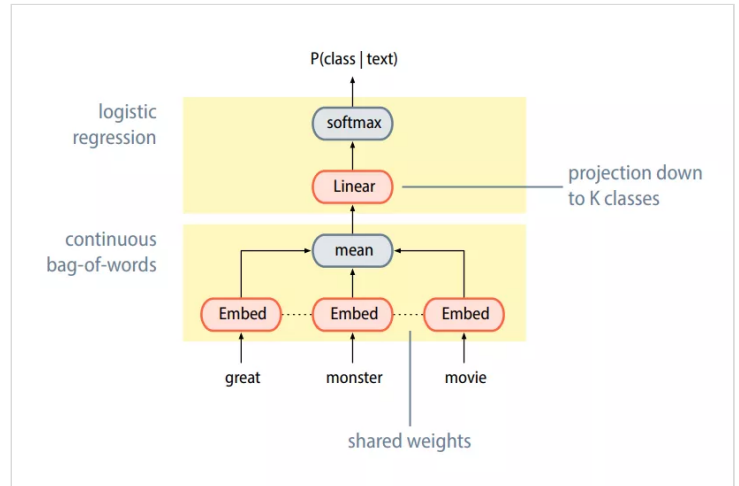 P(class | text)
logistic
regression
softmax
Linear
projection down
to K classes
continuous
bag-of-words
mean
Embed
Embed
Embed
great
monster
movie
shared weights